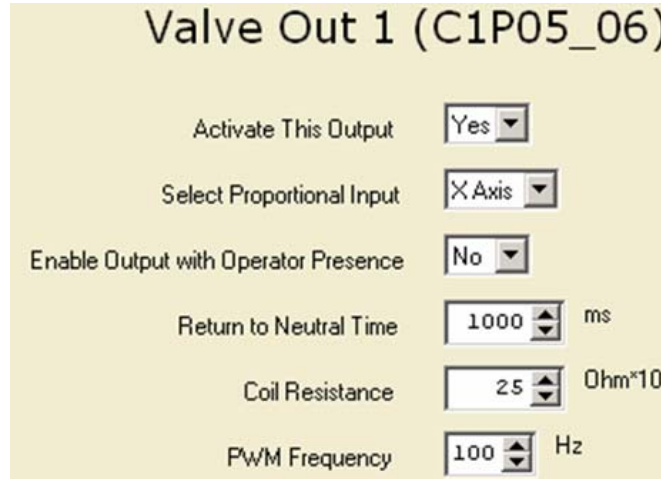 Valve Out 1 (C1P05_06)
Activate This Output Yes
Select Proportional Input X Axis
Enable Output with Operator Presence No
Return to Neutral Time 1000 ms
Coil Resistance 25 Ohm*10
PWM Frequency 100 Hz